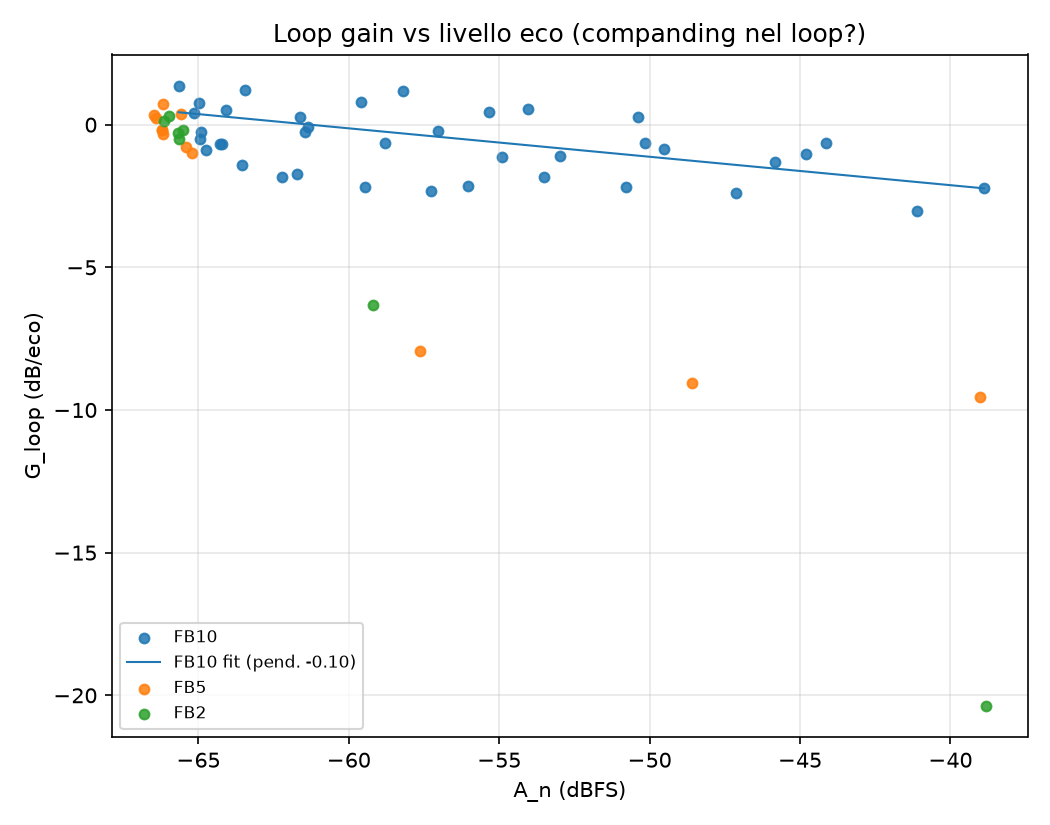 Loop gain vs livello eco (companding nel loop?)
G_loop (dB/eco)
0
−5
−10
−15
−20
FB10
FB10 fit (pend. -0.10)
FB5
FB2
−65
−60
−55
−50
−45
−40
A_n (dBFS)